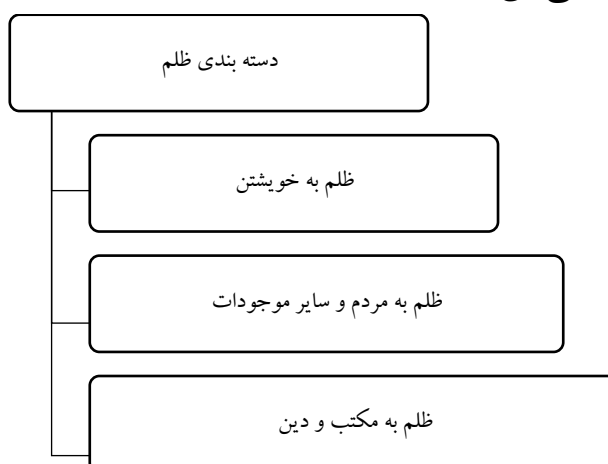 دسته بندی ظلم
ظلم به خویشتن
ظلم به مردم و سایر موجودات
ظلم به مکتب و دین